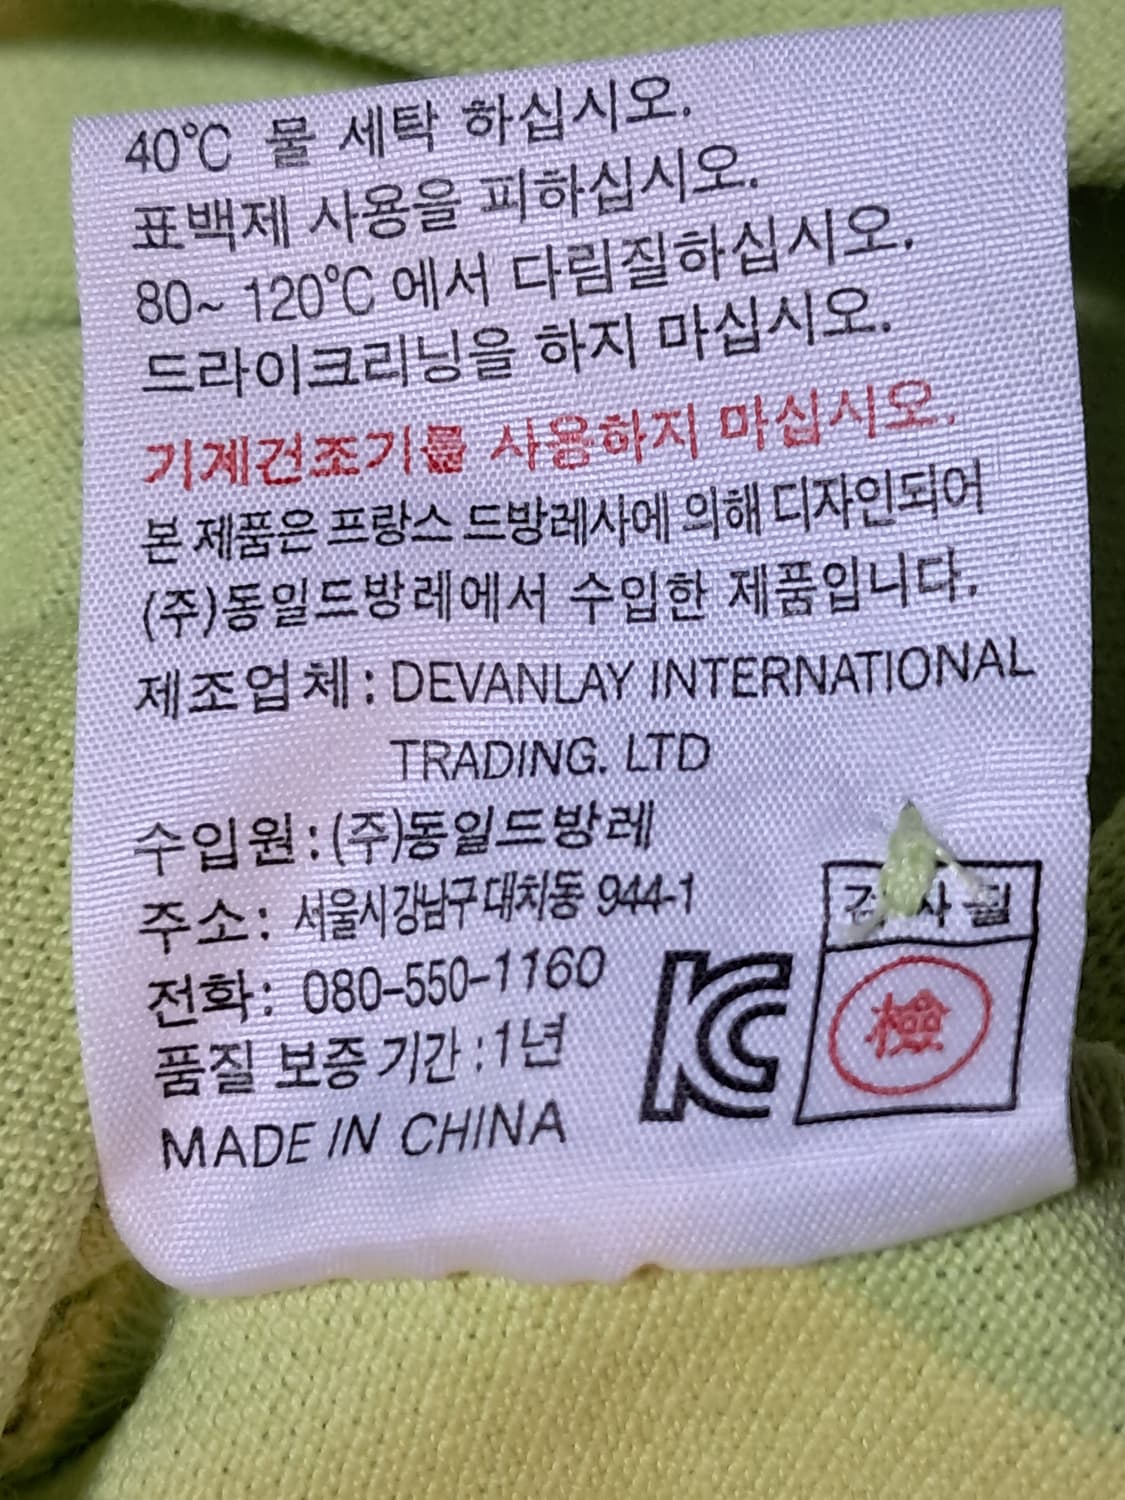 40℃ 물 세탁 하십시오.
표백제 사용을 피하십시오.
80~ 120℃ 에서 다림질하십시오.
드라이크리닝을 하지 마십시오.
기계건조기를 사용하지 마십시오.
본 제품은 프랑스 드방레사에 의해 디자인되어
(주)동일드방레에서 수입한 제품입니다.
제조업체 : DEVANLAY INTERNATIONAL
TRADING. LTD
수입원 : (주)동일드방레
주소 : 서울시강남구대치동 944-1
전화 : 080-550-1160
품질 보증 기간 : 1년
MADE IN CHINA
KC
檢